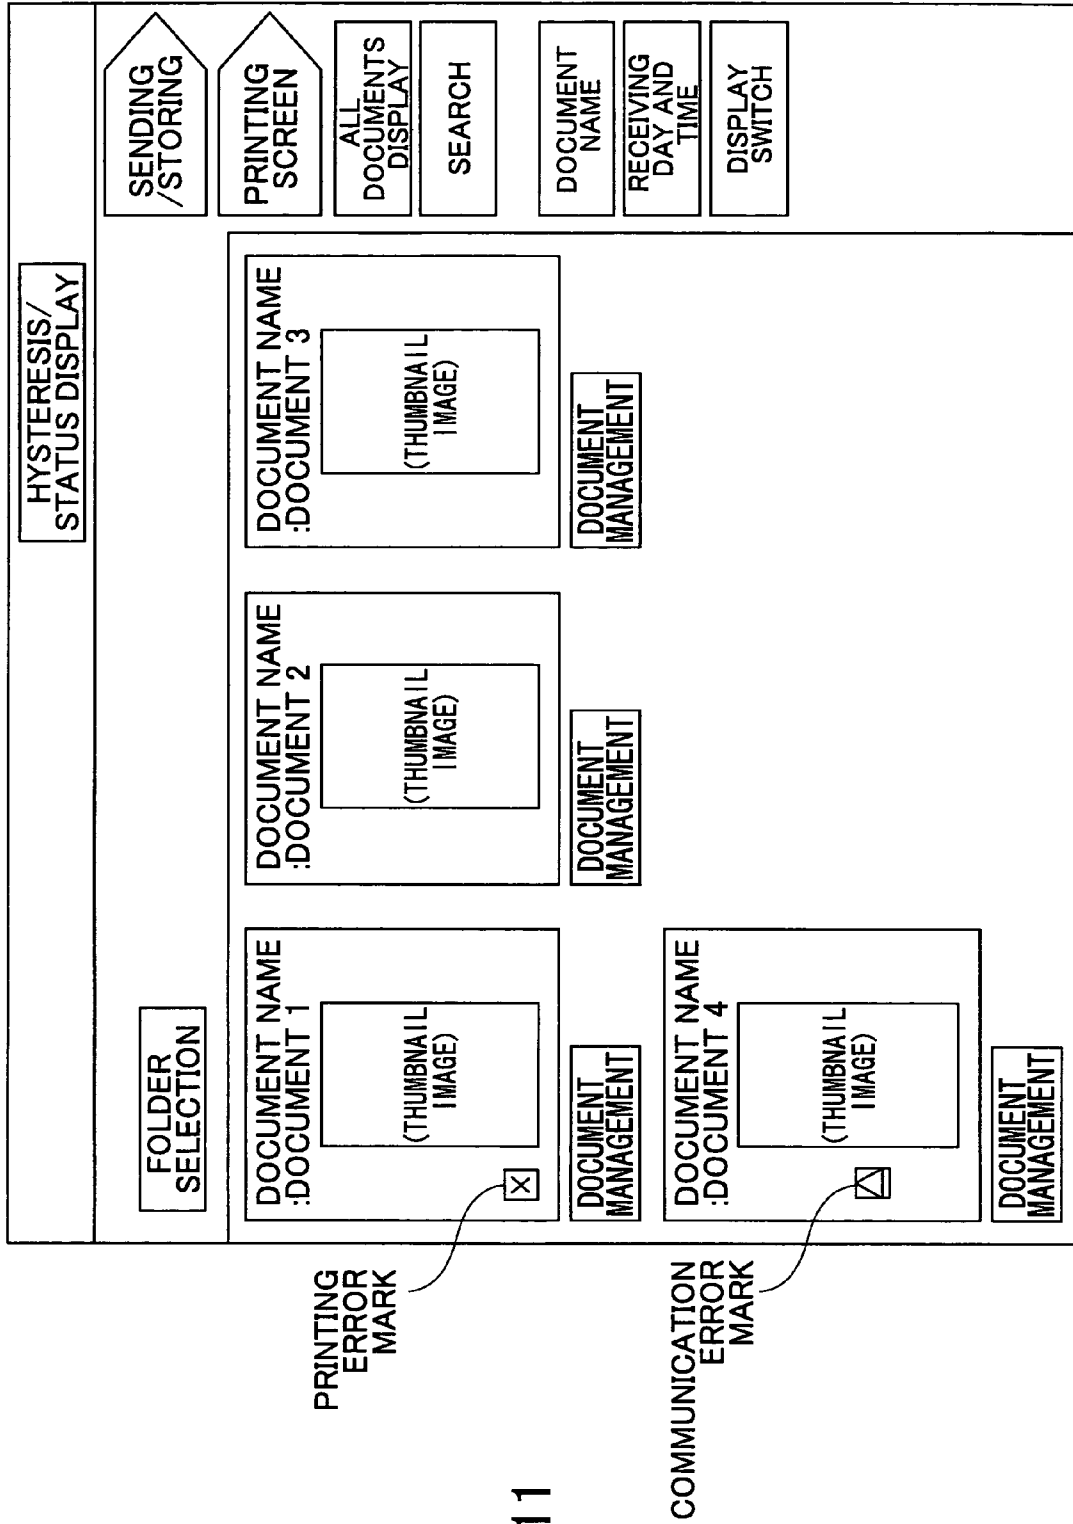 HYSTERESIS/
STATUS DISPLAY
FOLDER
SELECTION
SENDING
/STORING
PRINTING
SCREEN
ALL
DOCUMENTS
DISPLAY
SEARCH
DOCUMENT
NAME
RECEIVING
DAY AND
TIME
DISPLAY
SWITCH
DOCUMENT NAME
:DOCUMENT 1
(THUMBNAIL
IMAGE)
X
DOCUMENT
MANAGEMENT
DOCUMENT NAME
:DOCUMENT 2
(THUMBNAIL
IMAGE)
DOCUMENT
MANAGEMENT
DOCUMENT NAME
:DOCUMENT 3
(THUMBNAIL
IMAGE)
DOCUMENT
MANAGEMENT
DOCUMENT NAME
:DOCUMENT 4
(THUMBNAIL
IMAGE)
DOCUMENT
MANAGEMENT
PRINTING
ERROR
MARK
COMMUNICATION
ERROR
MARK
11